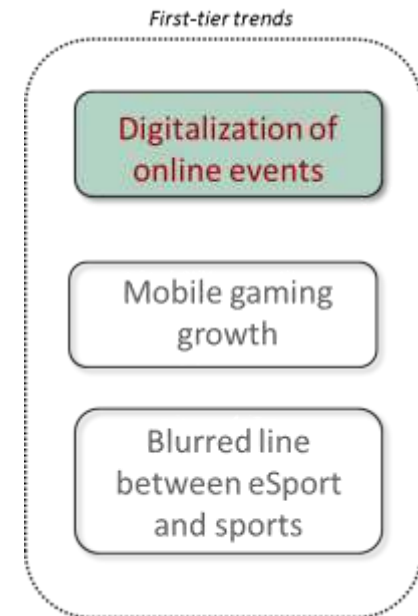 First-tier trends
Digitalization of
online events
Mobile gaming
growth
Blurred line
between eSport
and sports